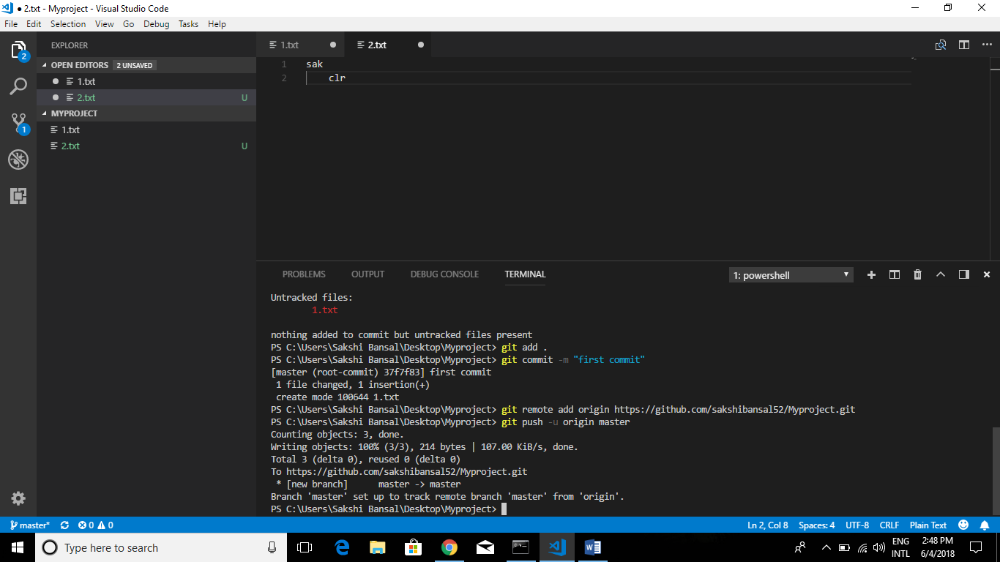 ● 2.txt - Myproject - Visual Studio Code
File Edit Selection View Go Debug Tasks Help
2
1
EXPLORER
OPEN EDITORS 2 UNSAVED
1.txt
2.txt U
MYPROJECT
1.txt
2.txt U
1.txt 2.txt
1 sak
2 clr
PROBLEMS OUTPUT DEBUG CONSOLE TERMINAL 1: powershell
Untracked files:
1.txt
nothing added to commit but untracked files present
PS C:\Users\Sakshi Bansal\Desktop\Myproject> git add .
PS C:\Users\Sakshi Bansal\Desktop\Myproject> git commit -m "first commit"
[master (root-commit) 37f7f83] first commit
1 file changed, 1 insertion(+)
create mode 100644 1.txt
PS C:\Users\Sakshi Bansal\Desktop\Myproject> git remote add origin https://github.com/sakshibansal52/Myproject.git
PS C:\Users\Sakshi Bansal\Desktop\Myproject> git push -u origin master
Counting objects: 3, done.
Writing objects: 100% (3/3), 214 bytes | 107.00 KiB/s, done.
Total 3 (delta 0), reused 0 (delta 0)
To https://github.com/sakshibansal52/Myproject.git
* [new branch] master -> master
Branch 'master' set up to track remote branch 'master' from 'origin'.
PS C:\Users\Sakshi Bansal\Desktop\Myproject>
master* 0 0 Ln 2, Col 8 Spaces: 4 UTF-8 CRLF Plain Text
Type here to search
ENG 2:48 PM
INTL 6/4/2018